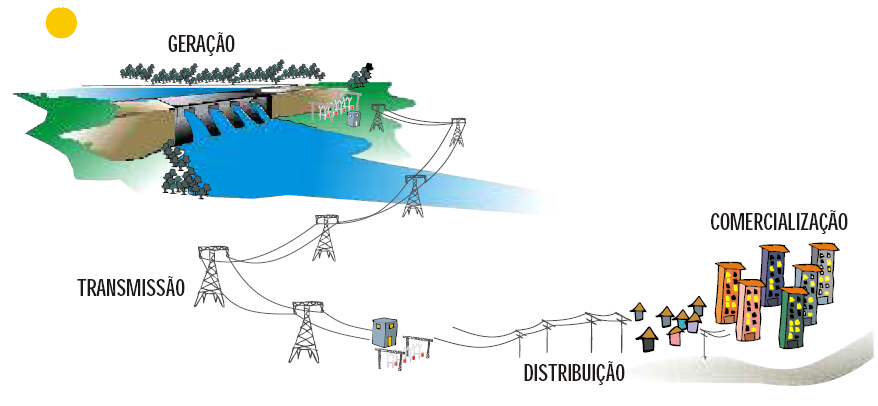 GERAÇÃO
COMERCIALIZAÇÃO
TRANSMISSÃO
DISTRIBUIÇÃO